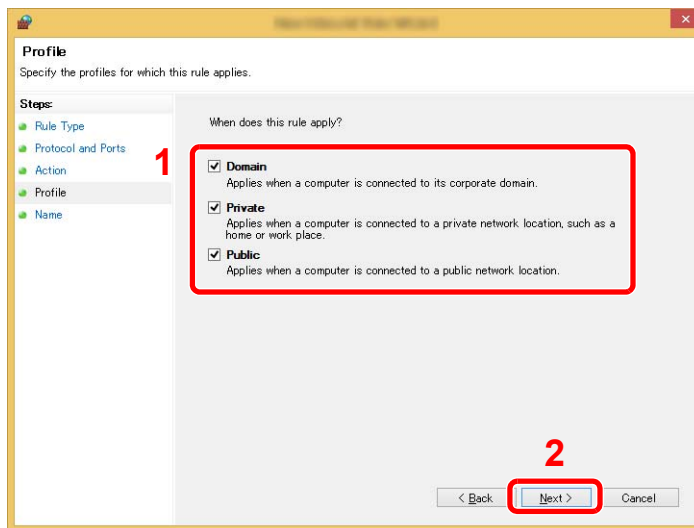 Profile
Specify the profiles for which this rule applies.
Steps:
Rule Type
Protocol and Ports
Action
Profile
Name
When does this rule apply?
1
Domain
Applies when a computer is connected to its corporate domain.
Private
Applies when a computer is connected to a private network location, such as a
home or work place.
Public
Applies when a computer is connected to a public network location.
2
< Back
Next >
Cancel